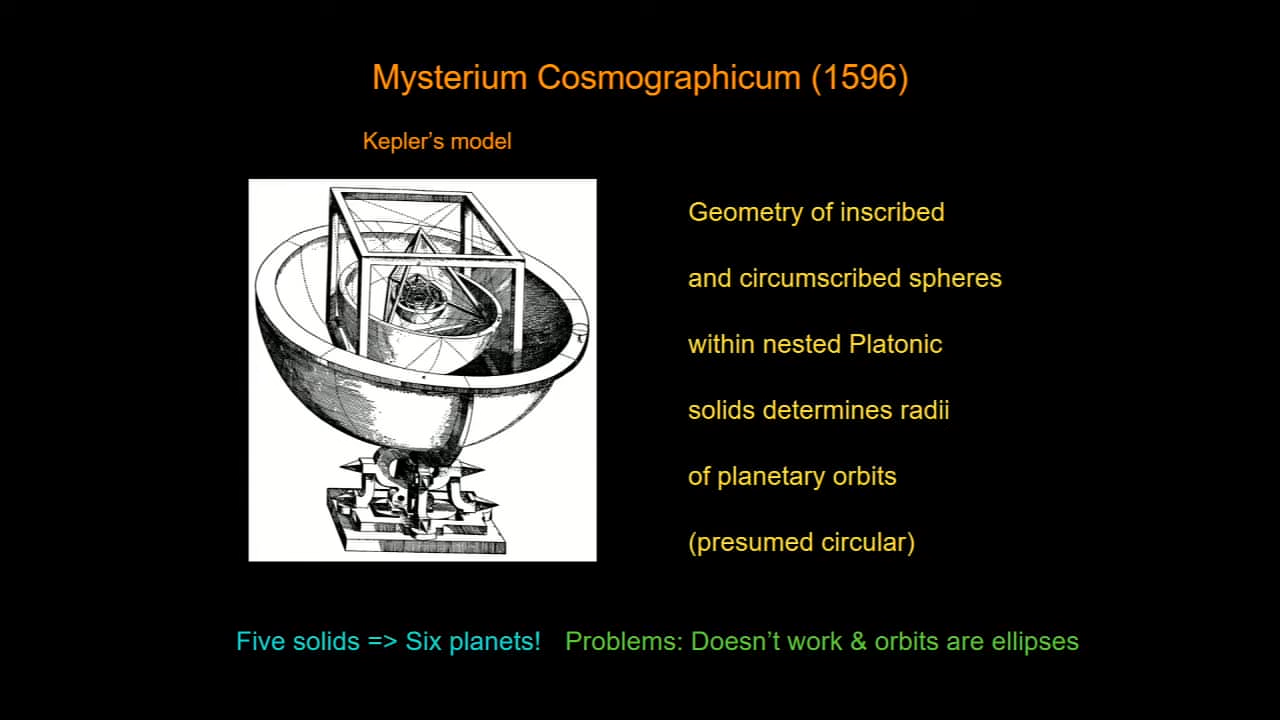 Mysterium Cosmographicum (1596)
Kepler’s model
Geometry of inscribed
and circumscribed spheres
within nested Platonic
solids determines radii
of planetary orbits
(presumed circular)
Five solids => Six planets!
Problems: Doesn’t work & orbits are ellipses